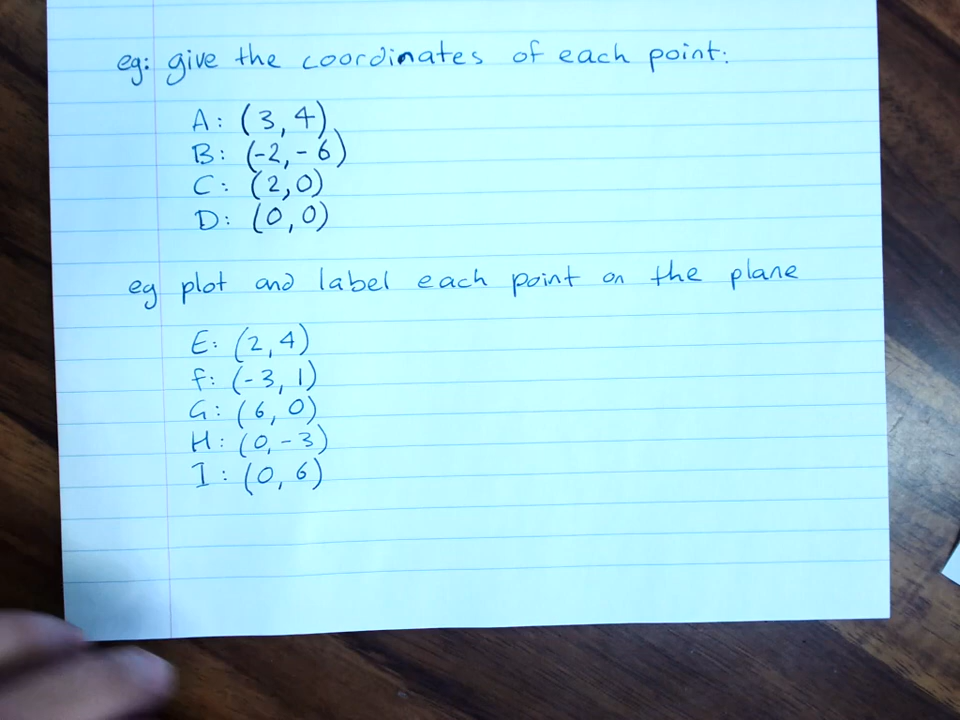 eg: give the coordinates of each point:
A: (3, 4)
B: (-2, -6)
C: (2,0)
D: (0,0)
eg plot and label each point on the plane
E: (2,4)
f: (-3, 1)
G: (6, 0)
H: (0,-3)
I: (0, 6)